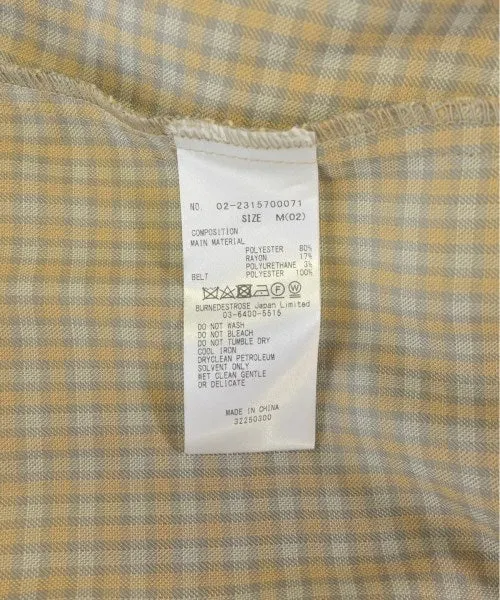 NO. 02-2315700071
SIZE M(02)
COMPOSITION
MAIN MATERIAL
POLYESTER 80%
RAYON 17%
POLYURETHANE 3%
BELT POLYESTER 100%
BURNEDESTROSE Japan Limited
03-6400-5515
DO NOT WASH
DO NOT BLEACH
DO NOT TUMBLE DRY
COOL IRON
DRYCLEAN PETROLEUM
SOLVENT ONLY
WET CLEAN GENTLE
OR DELICATE
MADE IN CHINA
3225030D